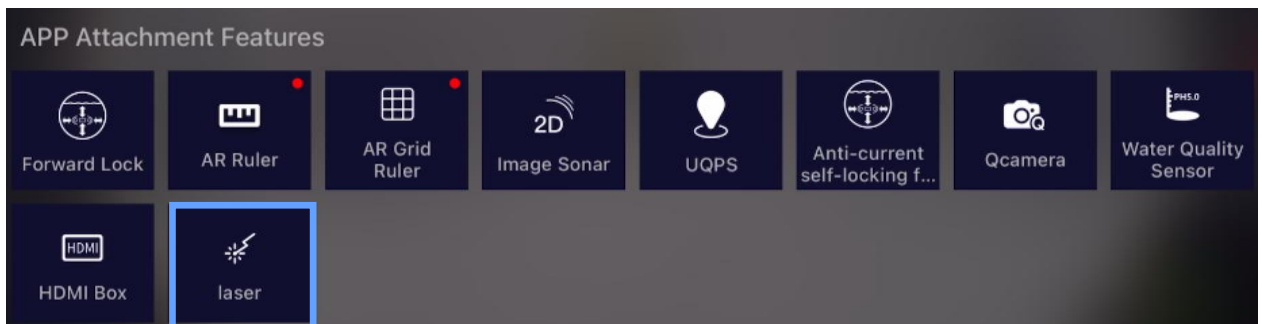 APP Attachment Features
Forward Lock
AR Ruler
AR Grid
Ruler
2D
Image Sonar
UQPS
Anti-current
self-locking f...
Qcamera
PH5.0
Water Quality
Sensor
HDMI
HDMI Box
laser